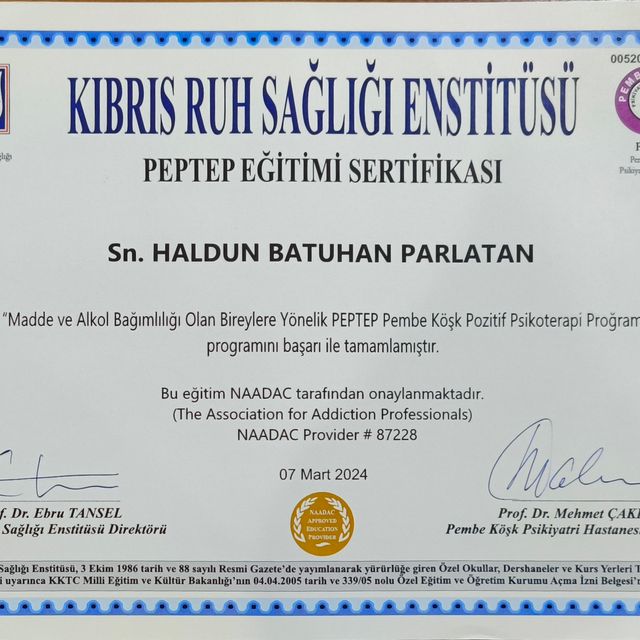 00520
KIBRIS RUH SAĞLIĞI ENSTİTÜSÜ
PEPTEP EĞİTİMİ SERTİFİKASI
Sn. HALDUN BATUHAN PARLATAN
“Madde ve Alkol Bağımlılığı Olan Bireylere Yönelik PEPTEP Pembe Köşk Pozitif Psikoterapi Proğram
programını başarı ile tamamlamıştır.
Bu eğitim NAADAC tarafından onaylanmaktadır.
(The Association for Addiction Professionals)
NAADAC Provider # 87228
07 Mart 2024
f. Dr. Ebru TANSEL
Sağlığı Enstitüsü Direktörü
NAADAC
APPROVED
EDUCATION
PROVIDER
Prof. Dr. Mehmet ÇAK
Pembe Köşk Psikiyatri Hastanes
Sağlığı Enstitüsü, 3 Ekim 1986 tarih ve 88 sayılı Resmi Gazete’de yayımlanarak yürürlüğe giren Özel Okullar, Dershaneler ve Kurs Yerleri T
i uyarınca KKTC Milli Eğitim ve Kültür Bakanlığı’nın 04.04.2005 tarih ve 339/05 nolu Özel Eğitim ve Öğretim Kurumu Açma İzni Belgesi’n